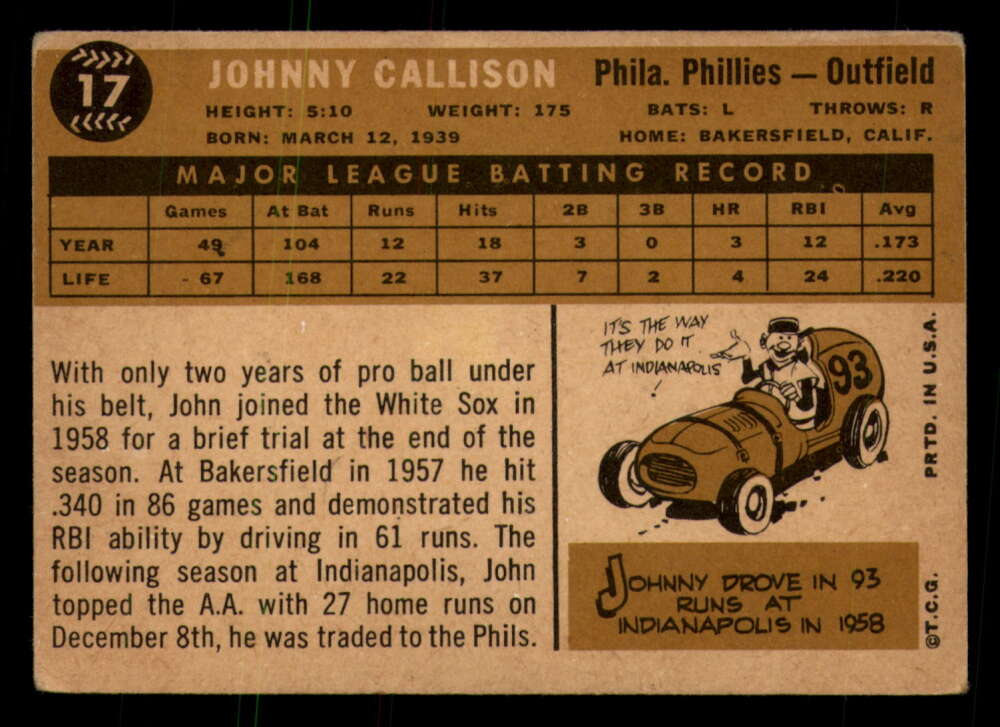 17
JOHNNY CALLISON Phila. Phillies — Outfield
HEIGHT: 5:10 WEIGHT: 175 BATS: L THROWS: R
BORN: MARCH 12, 1939 HOME: BAKERSFIELD, CALIF.
MAJOR LEAGUE BATTING RECORD
Games At Bat Runs Hits 2B 3B HR RBI Avg
YEAR 49 104 12 18 3 0 3 12 .173
LIFE 67 168 22 37 7 2 4 24 .220
With only two years of pro ball under
his belt, John joined the White Sox in
1958 for a brief trial at the end of the
season. At Bakersfield in 1957 he hit
.340 in 86 games and demonstrated his
RBI ability by driving in 61 runs. The
following season at Indianapolis, John
topped the A.A. with 27 home runs on
December 8th, he was traded to the Phils.
IT'S THE WAY
THEY DO IT
AT INDIANAPOLIS
!
93
JOHNNY DROVE IN 93
RUNS AT
INDIANAPOLIS IN 1958
PRTD. IN U.S.A.
©T.C.G.